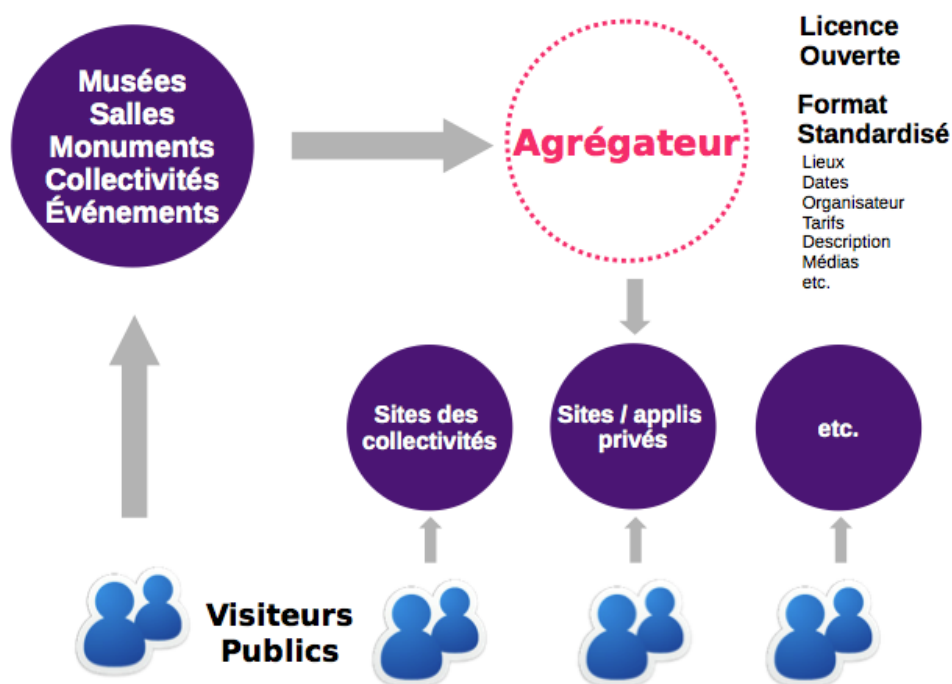 Musées
Salles
Monuments
Collectivités
Événements
Agrégateur
Licence
Ouverte
Format
Standardisé
Lieux
Dates
Organisateur
Tarifs
Description
Médias
etc.
Sites des
collectivités
Sites / applis
privés
etc.
Visiteurs
Publics